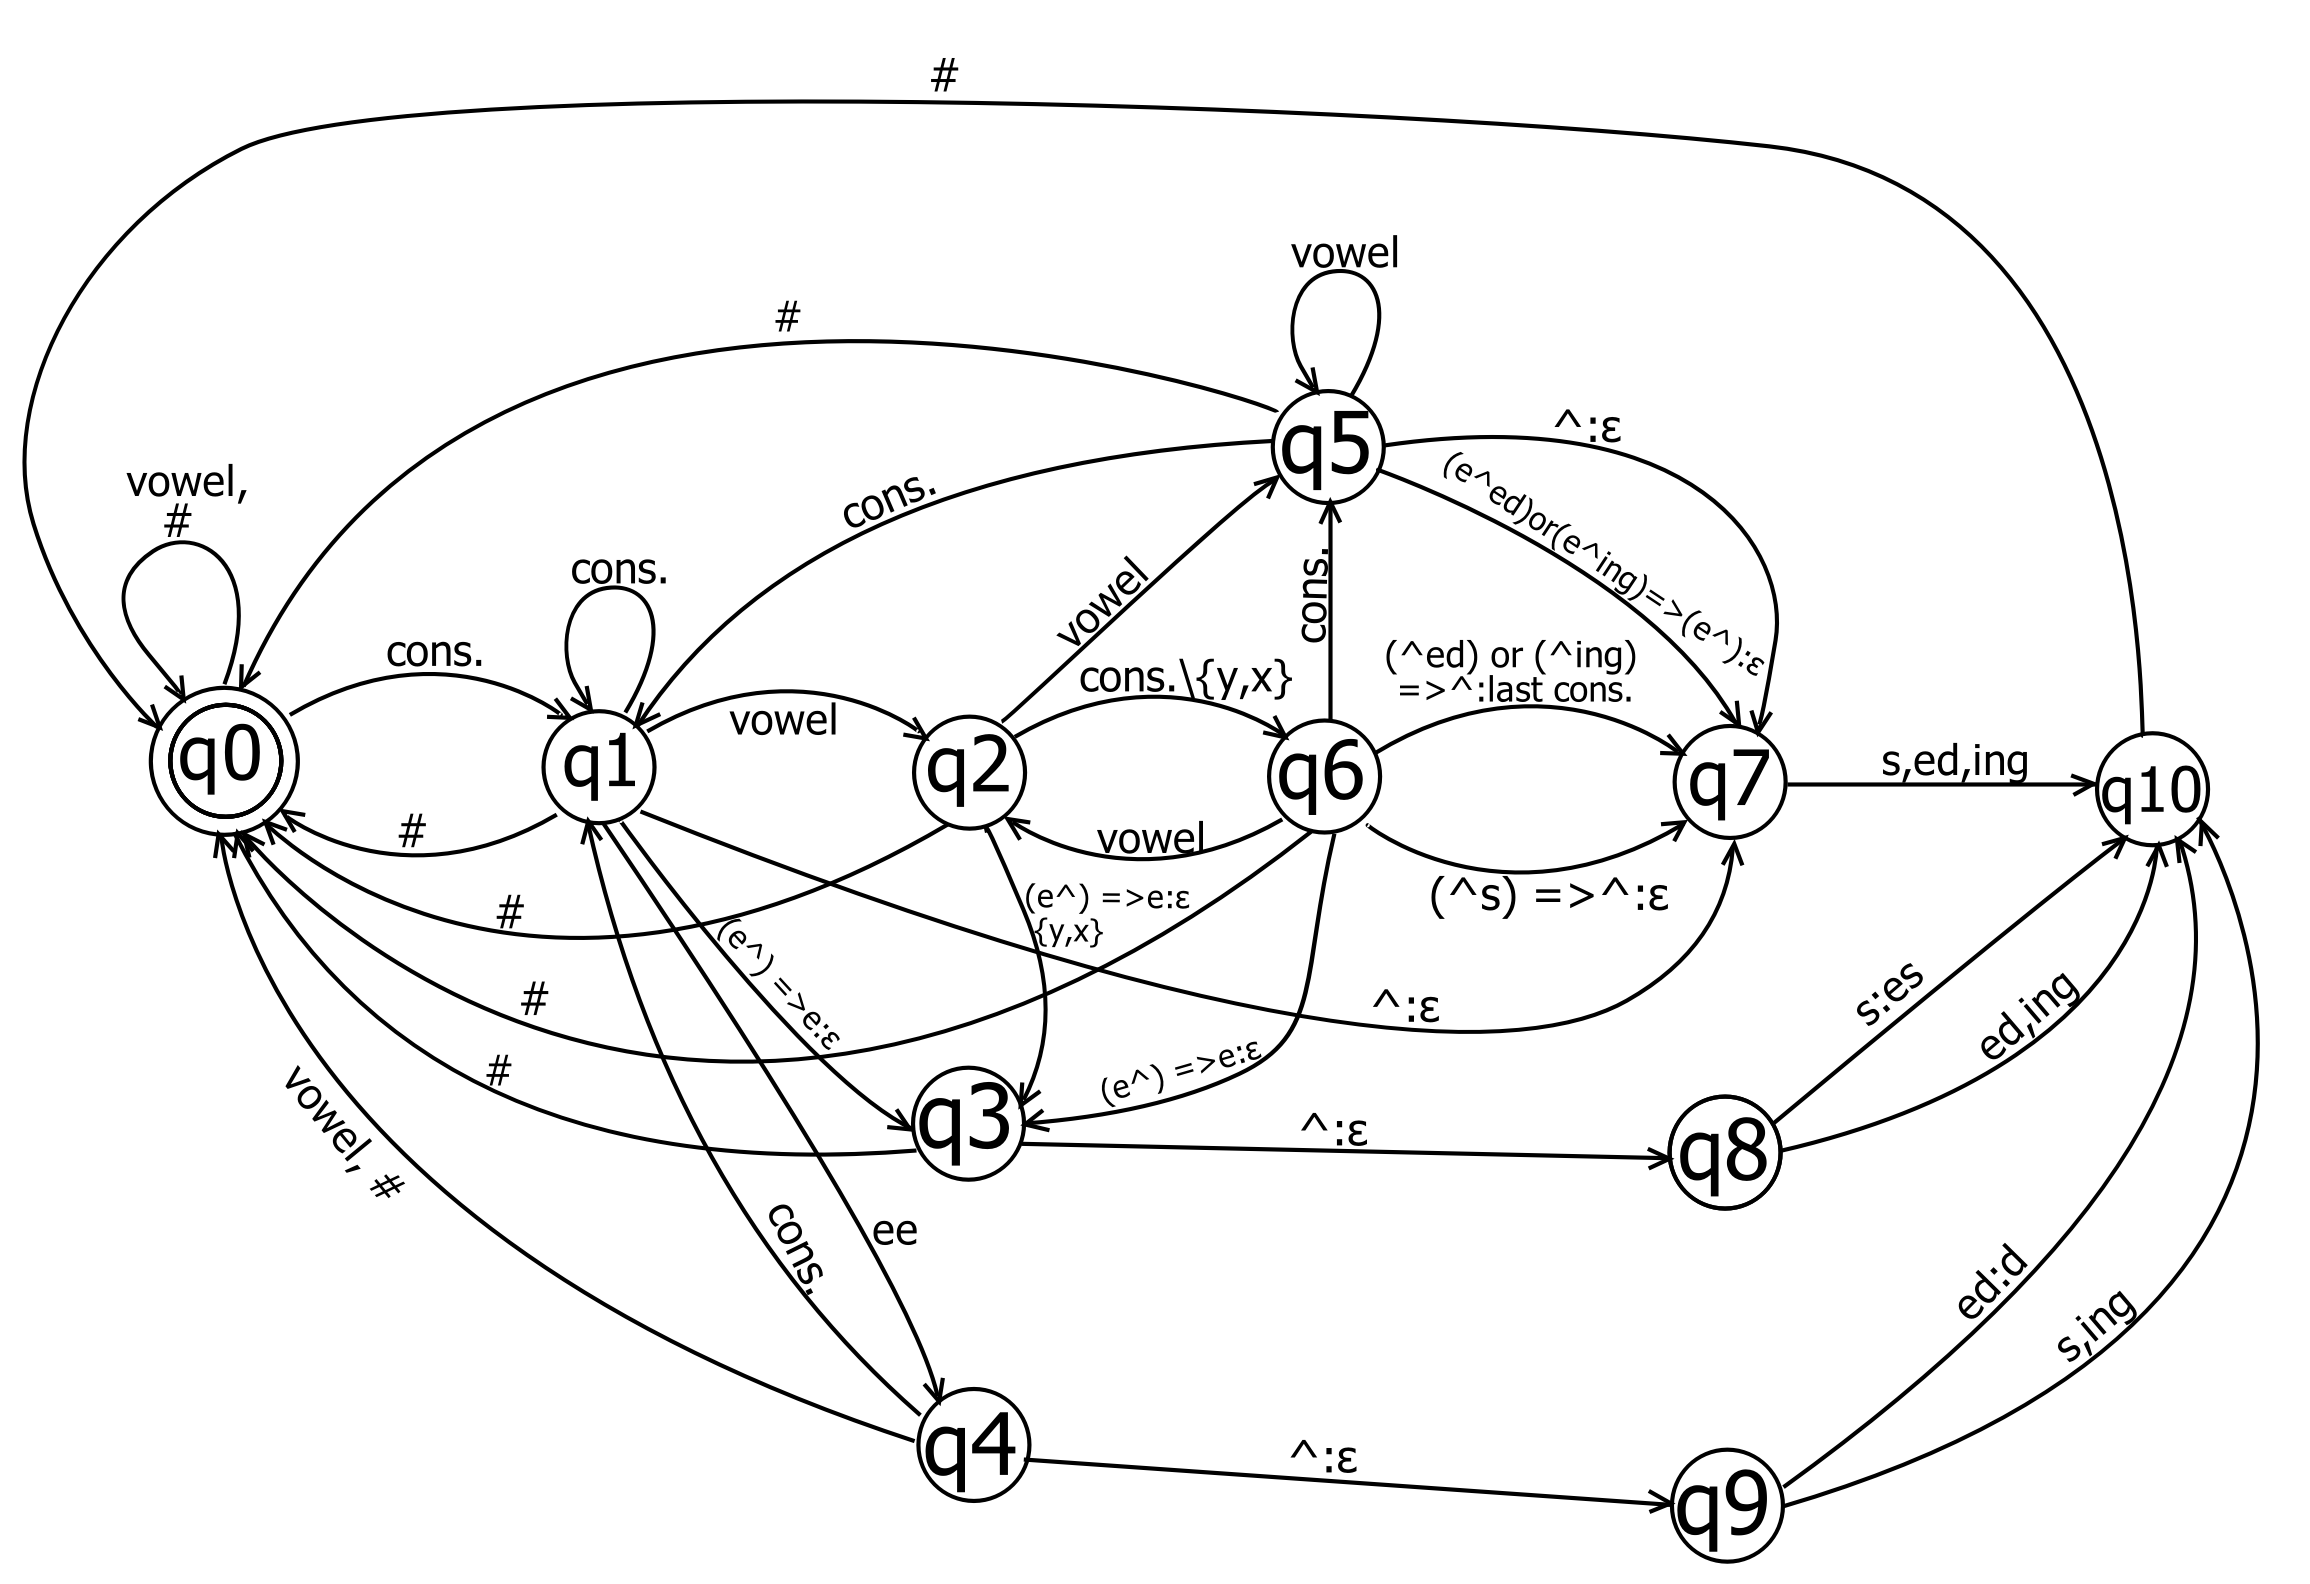 #
vowel
^:ε
(e^ed)or(e^ing)=>(e^):ε
#
q5
vowel,
#
cons.
cons.
cons.
vowel
cons.
cons.
vowel
cons.\{y,x}
(^ed) or (^ing)
=>^:last cons.
s,ed,ing
q0
q1
q2
q6
q7
q10
#
vowel
(^s) =>^:ε
#
(e^) =>e:ε
{y,x}
(e^) =>e:ε
#
^:ε
s:es
ed,ing
#
(e^) =>e:ε
vowel, #
q3
^:ε
q8
cons.
ee
ed:d
s,ing
q4
^:ε
q9